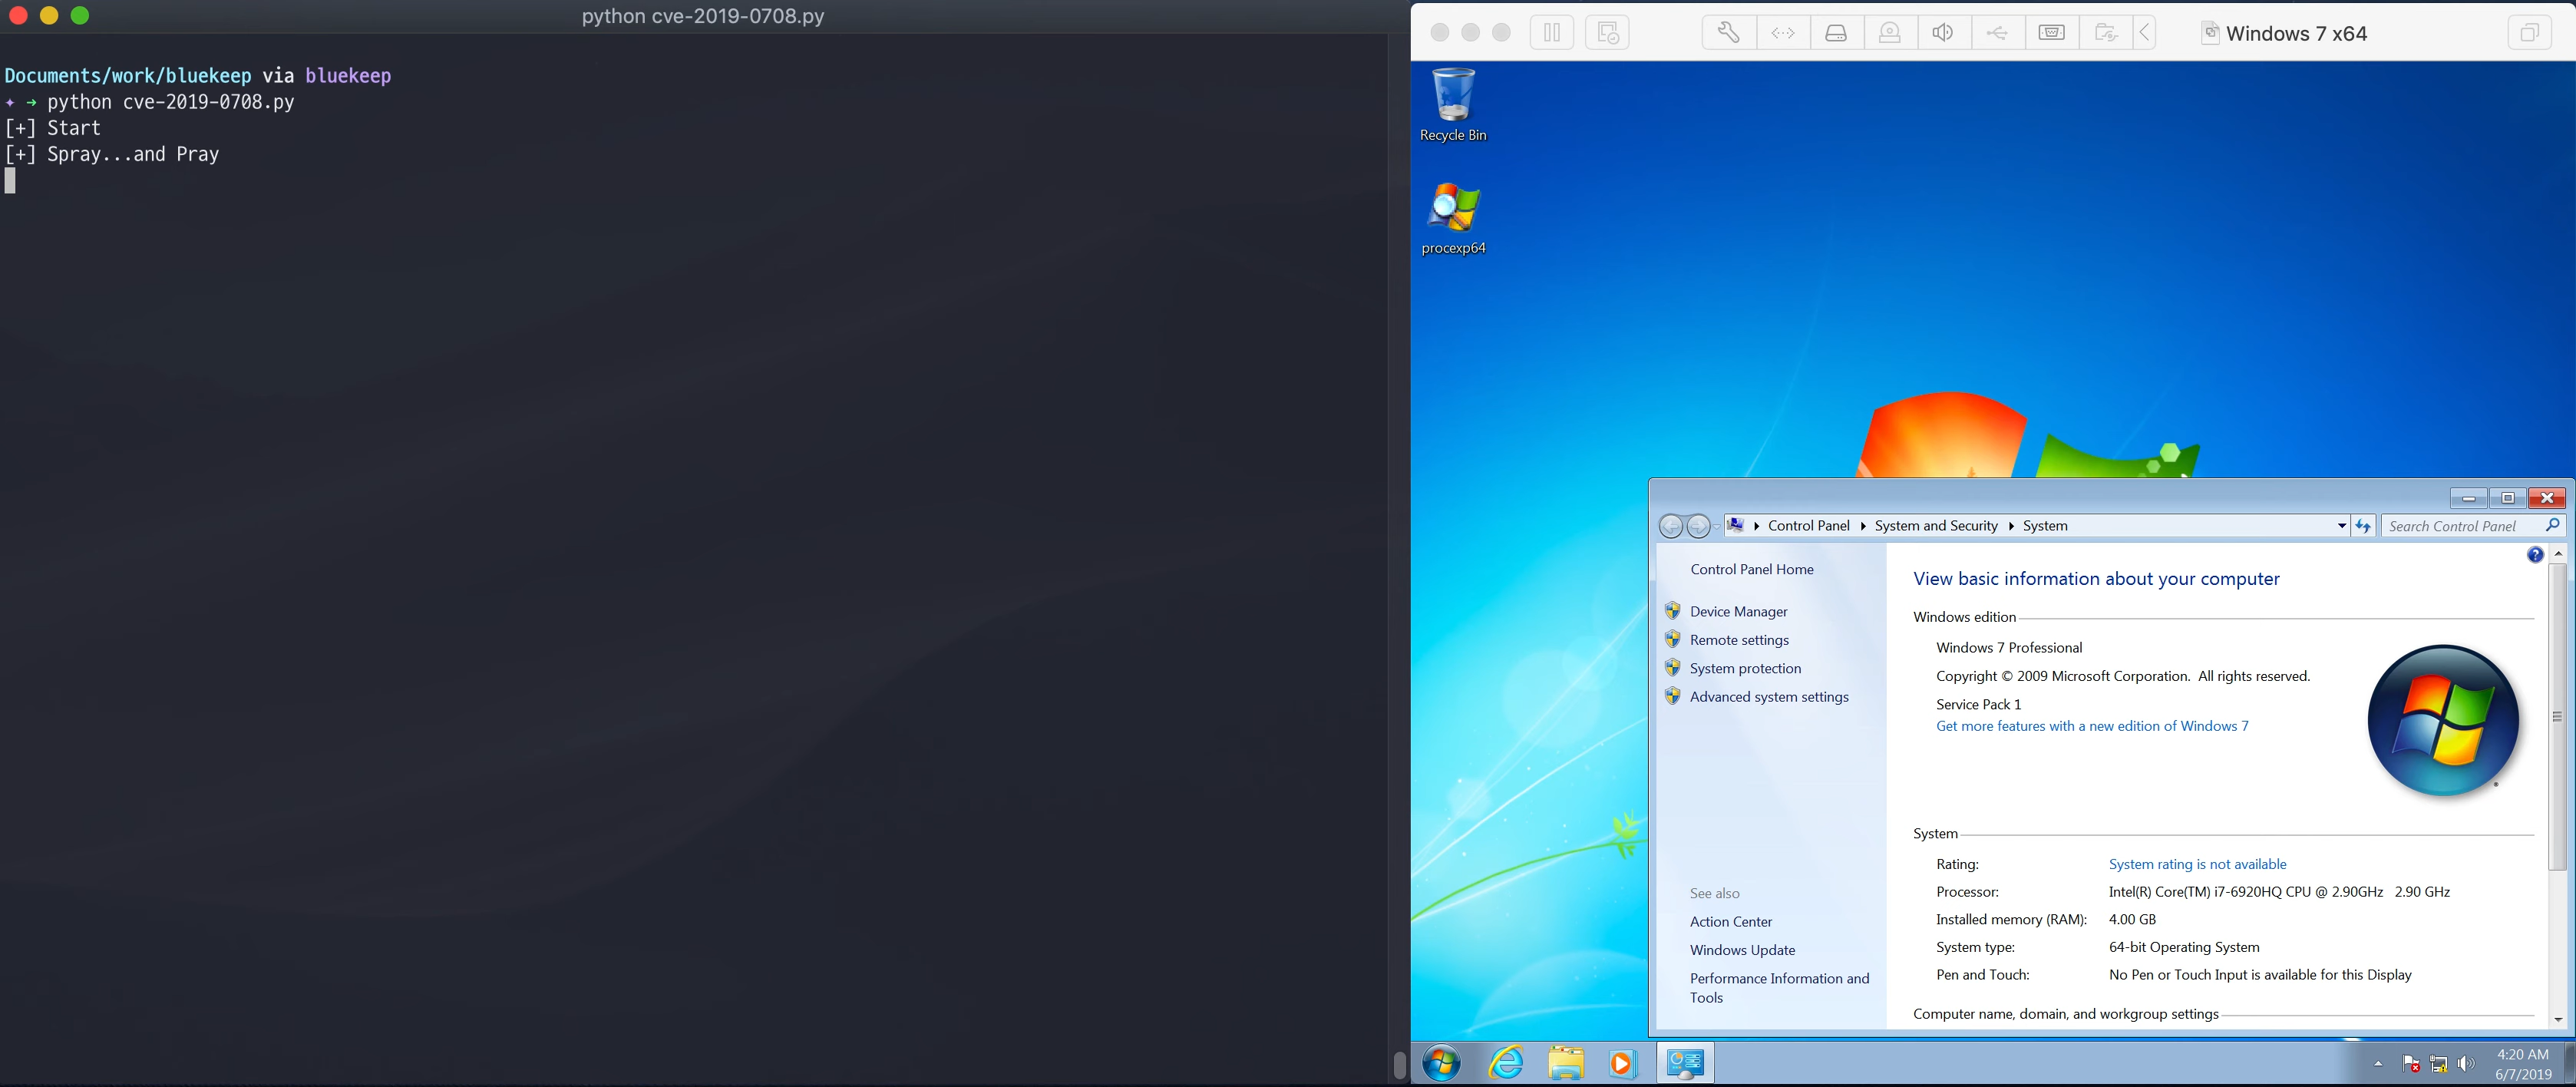 python cve-2019-0708.py
Documents/work/bluekeep via bluekeep
✦ ➜ python cve-2019-0708.py
[+] Start
[+] Spray...and Pray
Windows 7 x64
Recycle Bin
procexp64
Control Panel ▸ System and Security ▸ System
Search Control Panel
Control Panel Home
Device Manager
Remote settings
System protection
Advanced system settings
See also
Action Center
Windows Update
Performance Information and
Tools
View basic information about your computer
Windows edition
Windows 7 Professional
Copyright © 2009 Microsoft Corporation.  All rights reserved.
Service Pack 1
Get more features with a new edition of Windows 7
System
Rating: System rating is not available
Processor: Intel(R) Core(TM) i7-6920HQ CPU @ 2.90GHz   2.90 GHz
Installed memory (RAM): 4.00 GB
System type: 64-bit Operating System
Pen and Touch: No Pen or Touch Input is available for this Display
Computer name, domain, and workgroup settings
4:20 AM
6/7/2019